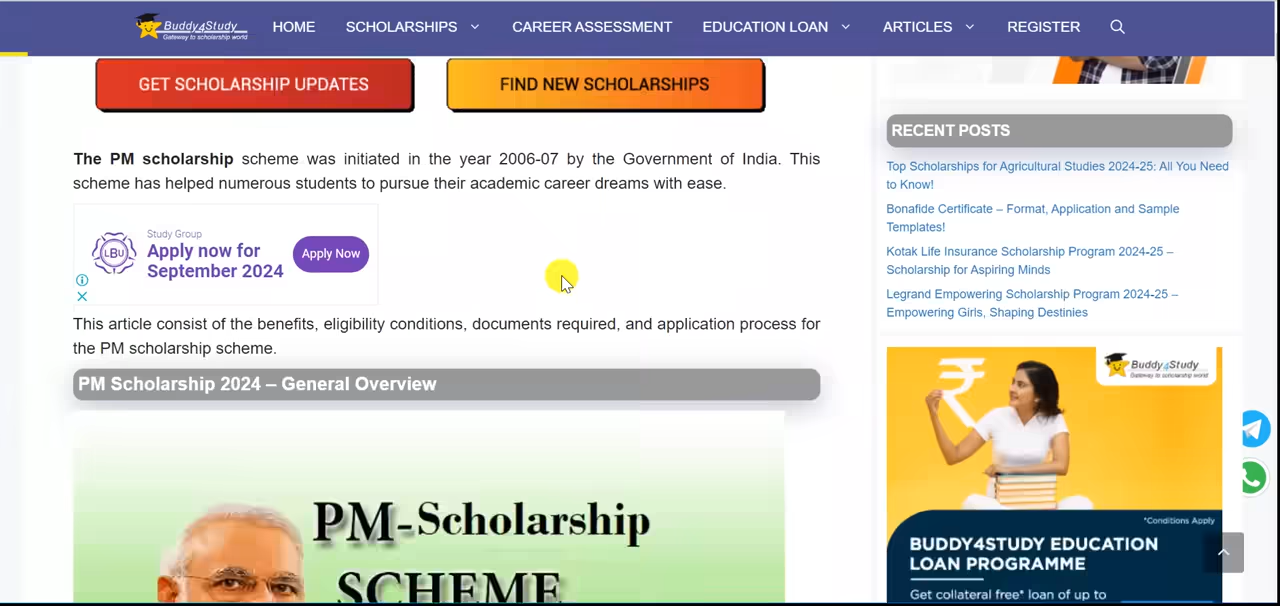 Buddy4Study
Gateway to scholarship world
HOME
SCHOLARSHIPS
CAREER ASSESSMENT
EDUCATION LOAN
ARTICLES
REGISTER
GET SCHOLARSHIP UPDATES
FIND NEW SCHOLARSHIPS
The PM scholarship scheme was initiated in the year 2006-07 by the Government of India. This
scheme has helped numerous students to pursue their academic career dreams with ease.
LBU
Study Group
Apply now for
September 2024
Apply Now
This article consist of the benefits, eligibility conditions, documents required, and application process for
the PM scholarship scheme.
PM Scholarship 2024 – General Overview
PM-Scholarship
SCHEME
RECENT POSTS
Top Scholarships for Agricultural Studies 2024-25: All You Need
to Know!
Bonafide Certificate – Format, Application and Sample
Templates!
Kotak Life Insurance Scholarship Program 2024-25 –
Scholarship for Aspiring Minds
Legrand Empowering Scholarship Program 2024-25 –
Empowering Girls, Shaping Destinies
Buddy4Study
Gateway to scholarship world
₹
*Conditions Apply
BUDDY4STUDY EDUCATION
LOAN PROGRAMME
Get collateral free* loan of up to